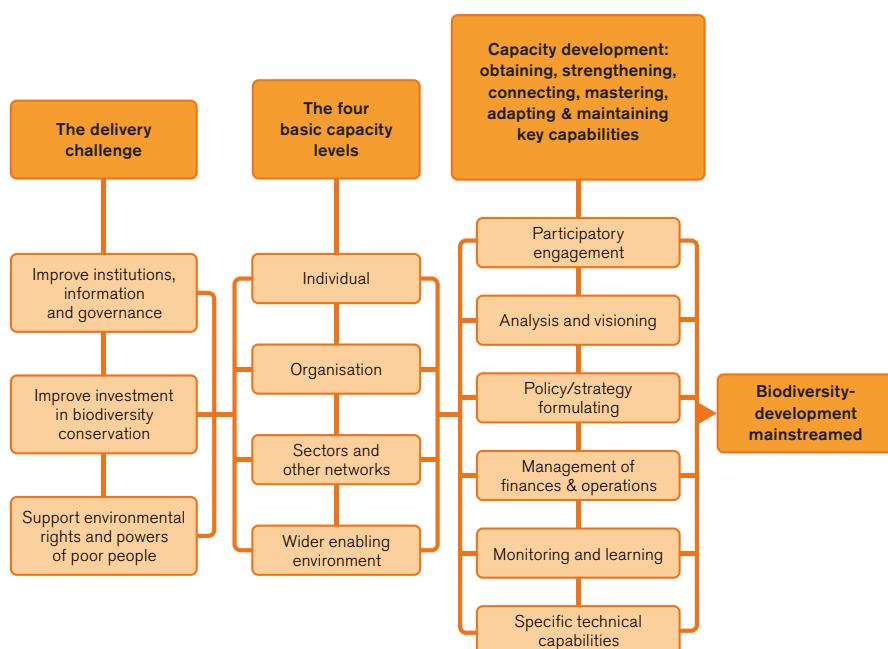 The delivery
challenge
Improve institutions,
information
and governance
Improve investment
in biodiversity
conservation
Support environmental
rights and powers
of poor people
The four
basic capacity
levels
Individual
Organisation
Sectors and
other networks
Wider enabling
environment
Capacity development:
obtaining, strengthening,
connecting, mastering,
adapting & maintaining
key capabilities
Participatory
engagement
Analysis and visioning
Policy/strategy
formulating
Management of
finances & operations
Monitoring and learning
Specific technical
capabilities
Biodiversity-
development
mainstreamed